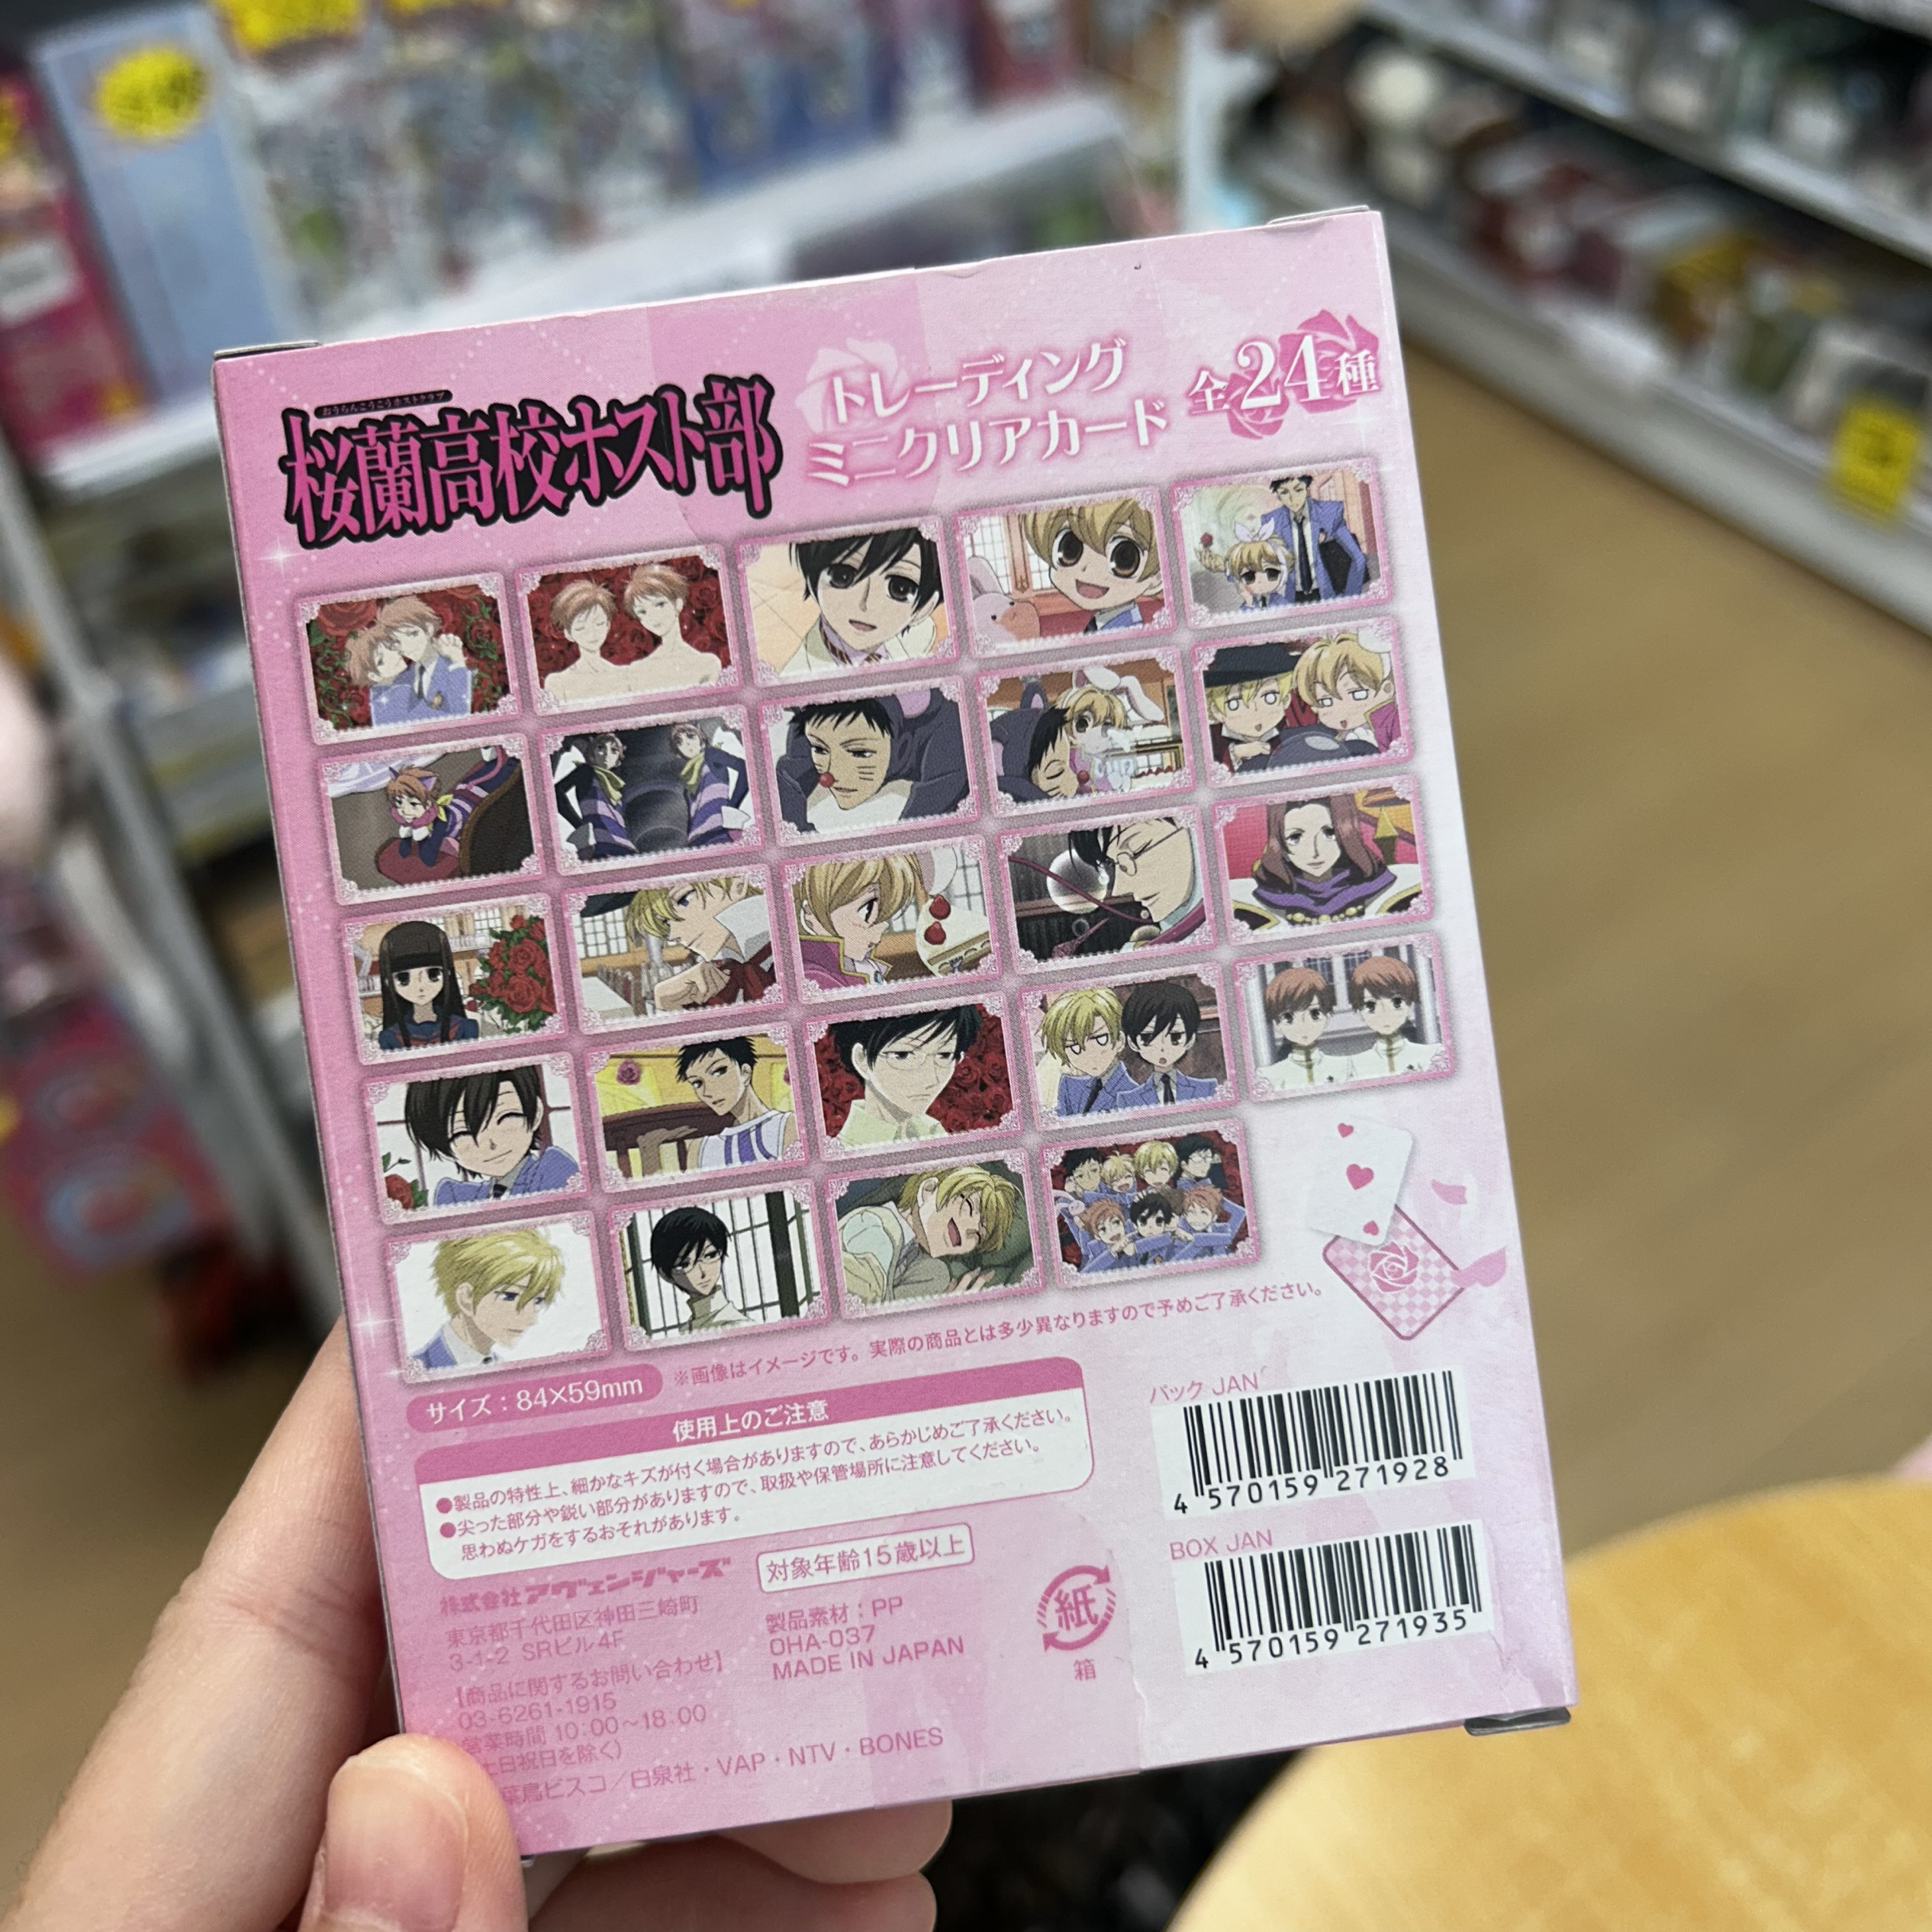 おうらんこうこうホストクラブ
桜蘭高校ホスト部
トレーディング
ミニクリアカード
全24種
※画像はイメージです。実際の商品とは多少異なりますので予めご了承ください。
サイズ：84×59mm
使用上のご注意
●製品の特性上、細かなキズが付く場合がありますので、あらかじめご了承ください。
●尖った部分や鋭い部分がありますので、取扱や保管場所に注意してください。
思わぬケガをするおそれがあります。
株式会社アヴェンジャーズ
東京都千代田区神田三崎町
3-1-2 SRビル4F
【商品に関するお問い合わせ】
03-6261-1915
営業時間 10:00～18:00
土日祝日を除く)
葉鳥ビスコ／白泉社・VAP・NTV・BONES
対象年齢15歳以上
製品素材：PP
OHA-037
MADE IN JAPAN
紙
箱
パック JAN
4 570159 271928
BOX JAN
4 570159 271935